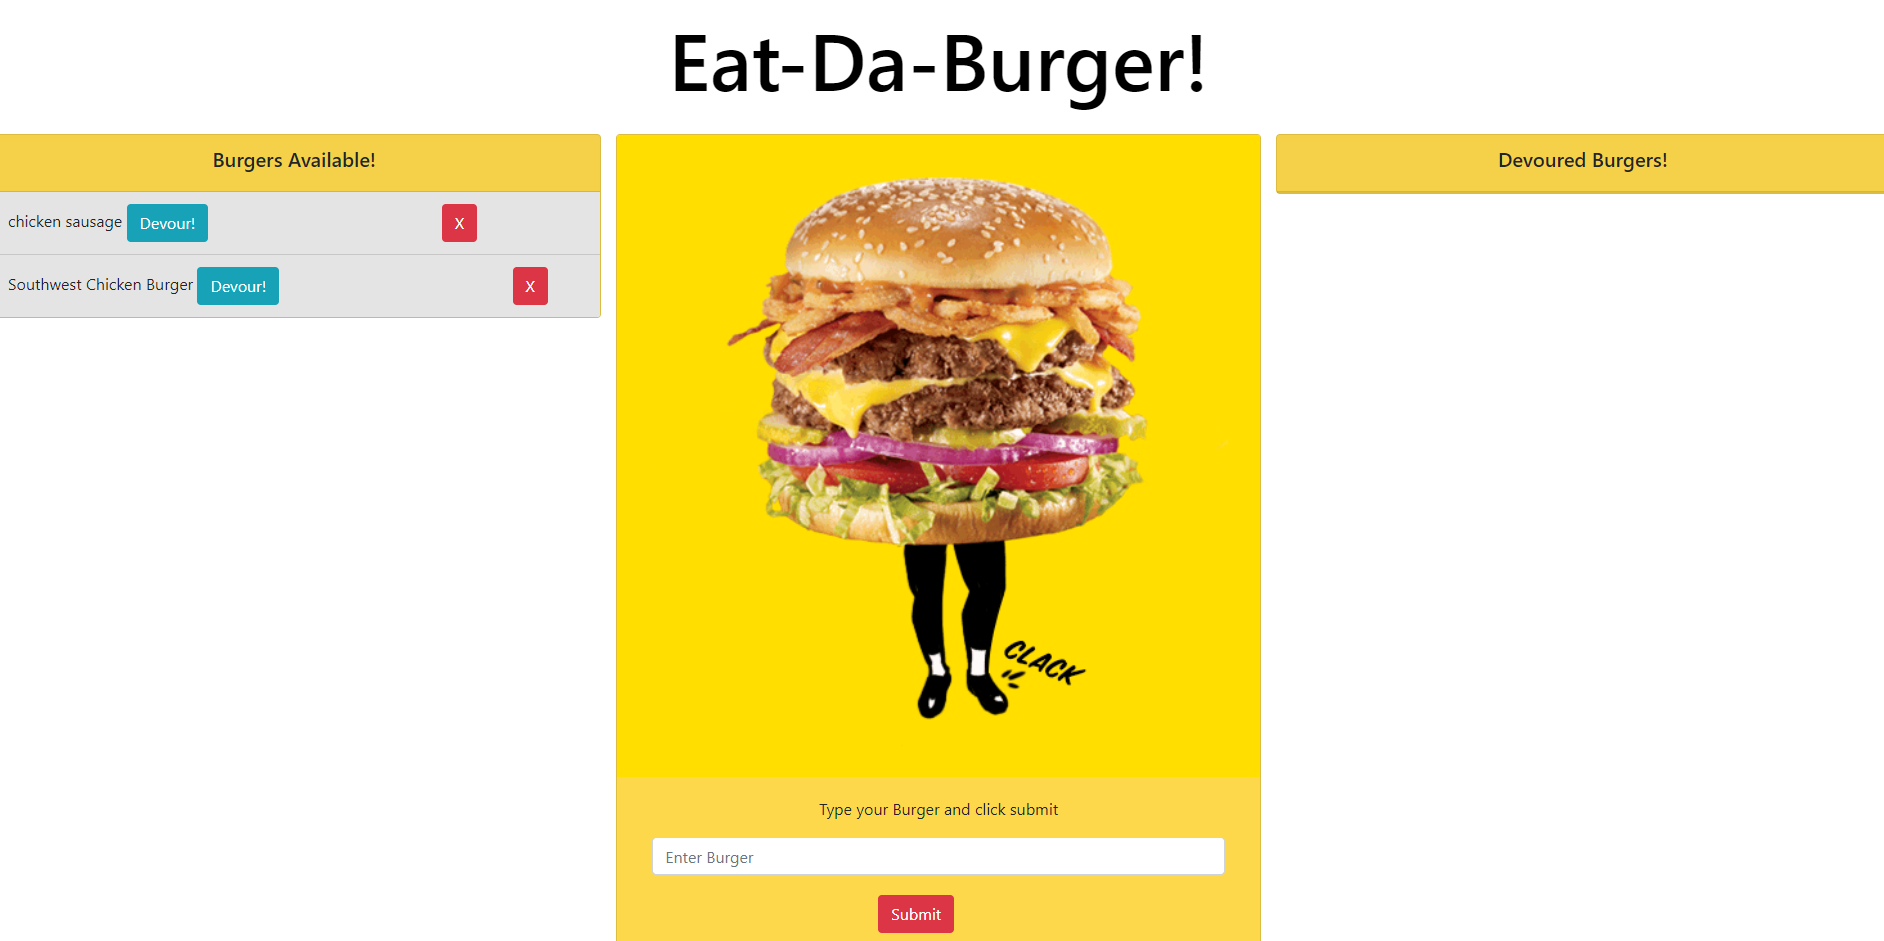 Eat-Da-Burger!
Burgers Available!
chicken sausage Devour! X
Southwest Chicken Burger Devour! X
CLACK
Type your Burger and click submit
Enter Burger
Submit
Devoured Burgers!